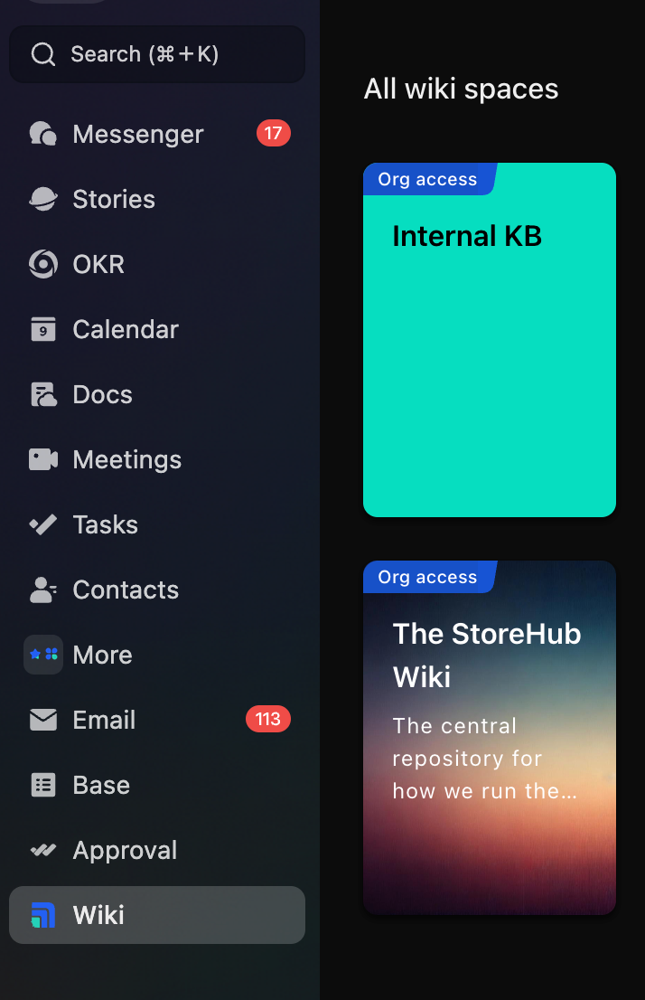 Search (⌘+K)
Messenger 17
Stories
OKR
9 Calendar
Docs
Meetings
Tasks
Contacts
More
Email 113
Base
Approval
Wiki
All wiki spaces
Org access
Internal KB
Org access
The StoreHub
Wiki
The central
repository for
how we run the...